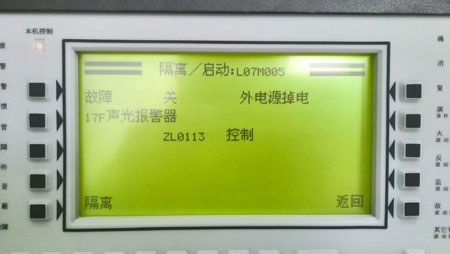 本机控制
隔离/启动:L07M005
故障 关 外电源掉电
17F声光报警器
ZL0113 控制
隔离 返回